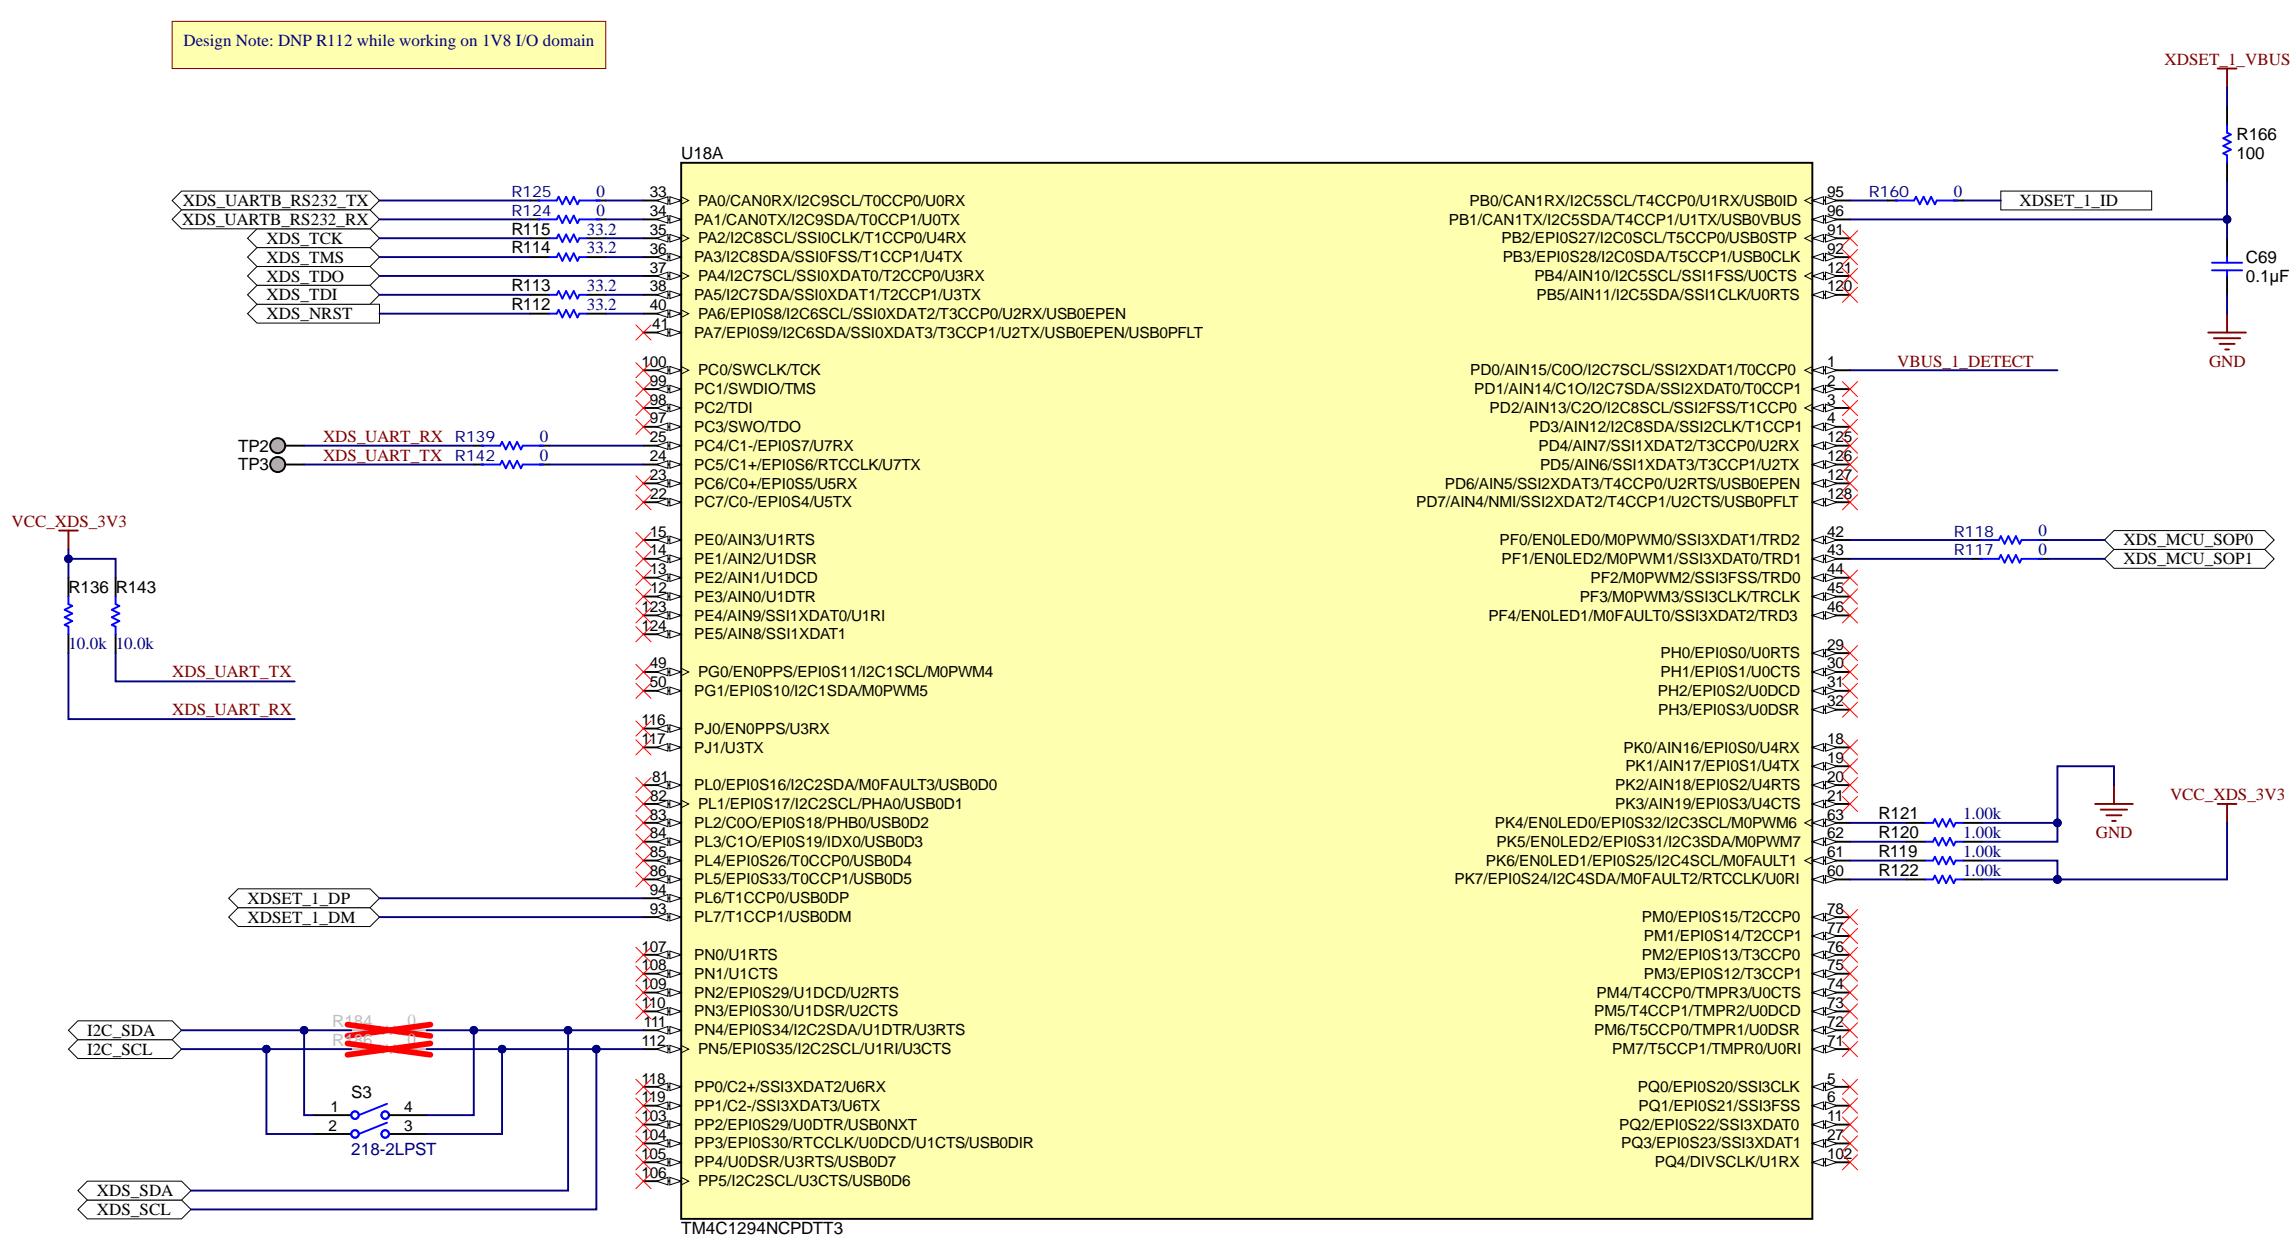 Design Note: DNP R112 while working on 1V8 I/O domain
XDSET_1_VBUS
R166
100
C69
0.1µF
GND
U18A
XDS_UARTB_RS232_TX R125 0 33 PA0/CAN0RX/I2C9SCL/T0CCP0/U0RX
XDS_UARTB_RS232_RX R124 0 34 PA1/CAN0TX/I2C9SDA/T0CCP1/U0TX
XDS_TCK R115 33.2 35 PA2/I2C8SCL/SSI0CLK/T1CCP0/U4RX
XDS_TMS R114 33.2 36 PA3/I2C8SDA/SSI0FSS/T1CCP1/U4TX
XDS_TDO 37 PA4/I2C7SCL/SSI0XDAT0/T2CCP0/U3RX
XDS_TDI R113 33.2 38 PA5/I2C7SDA/SSI0XDAT1/T2CCP1/U3TX
XDS_NRST R112 33.2 40 PA6/EPI0S8/I2C6SCL/SSI0XDAT2/T3CCP0/U2RX/USB0EPEN
41 PA7/EPI0S9/I2C6SDA/SSI0XDAT3/T3CCP1/U2TX/USB0EPEN/USB0PFLT
100 PC0/SWCLK/TCK
99 PC1/SWDIO/TMS
98 PC2/TDI
97 PC3/SWO/TDO
TP2 XDS_UART_RX R139 0 25 PC4/C1-/EPI0S7/U7RX
TP3 XDS_UART_TX R142 0 24 PC5/C1+/EPI0S6/RTCCLK/U7TX
23 PC6/C0+/EPI0S5/U5RX
22 PC7/C0-/EPI0S4/U5TX
VCC_XDS_3V3
R136 R143
10.0k 10.0k
XDS_UART_TX
XDS_UART_RX
15 PE0/AIN3/U1RTS
14 PE1/AIN2/U1DSR
13 PE2/AIN1/U1DCD
12 PE3/AIN0/U1DTR
123 PE4/AIN9/SSI1XDAT0/U1RI
124 PE5/AIN8/SSI1XDAT1
49 PG0/EN0PPS/EPI0S11/I2C1SCL/M0PWM4
50 PG1/EPI0S10/I2C1SDA/M0PWM5
116 PJ0/EN0PPS/U3RX
117 PJ1/U3TX
81 PL0/EPI0S16/I2C2SDA/M0FAULT3/USB0D0
82 PL1/EPI0S17/I2C2SCL/PHA0/USB0D1
83 PL2/C0O/EPI0S18/PHB0/USB0D2
84 PL3/C1O/EPI0S19/IDX0/USB0D3
85 PL4/EPI0S26/T0CCP0/USB0D4
86 PL5/EPI0S33/T0CCP1/USB0D5
XDSET_1_DP 94 PL6/T1CCP0/USB0DP
XDSET_1_DM 93 PL7/T1CCP1/USB0DM
107 PN0/U1RTS
108 PN1/U1CTS
109 PN2/EPI0S29/U1DCD/U2RTS
110 PN3/EPI0S30/U1DSR/U2CTS
I2C_SDA R184 0 111 PN4/EPI0S34/I2C2SDA/U1DTR/U3RTS
I2C_SCL 0 112 PN5/EPI0S35/I2C2SCL/U1RI/U3CTS
S3
1 4
2 3
218-2LPST
XDS_SDA
XDS_SCL
118 PP0/C2+/SSI3XDAT2/U6RX
119 PP1/C2-/SSI3XDAT3/U6TX
103 PP2/EPI0S29/U0DTR/USB0NXT
104 PP3/EPI0S30/RTCCLK/U0DCD/U1CTS/USB0DIR
105 PP4/U0DSR/U3RTS/USB0D7
106 PP5/I2C2SCL/U3CTS/USB0D6
TM4C1294NCPDTT3
PB0/CAN1RX/I2C5SCL/T4CCP0/U1RX/USB0ID 95 R160 0 XDSET_1_ID
PB1/CAN1TX/I2C5SDA/T4CCP1/U1TX/USB0VBUS 96
PB2/EPI0S27/I2C0SCL/T5CCP0/USB0STP 91
PB3/EPI0S28/I2C0SDA/T5CCP1/USB0CLK 92
PB4/AIN10/I2C5SCL/SSI1FSS/U0CTS 121
PB5/AIN11/I2C5SDA/SSI1CLK/U0RTS 120
PD0/AIN15/C0O/I2C7SCL/SSI2XDAT1/T0CCP0 1 VBUS_1_DETECT
PD1/AIN14/C1O/I2C7SDA/SSI2XDAT0/T0CCP1 2
PD2/AIN13/C2O/I2C8SCL/SSI2FSS/T1CCP0 3
PD3/AIN12/I2C8SDA/SSI2CLK/T1CCP1 4
PD4/AIN7/SSI1XDAT2/T3CCP0/U2RX 125
PD5/AIN6/SSI1XDAT3/T3CCP1/U2TX 126
PD6/AIN5/SSI2XDAT3/T4CCP0/U2RTS/USB0EPEN 127
PD7/AIN4/NMI/SSI2XDAT2/T4CCP1/U2CTS/USB0PFLT 128
PF0/EN0LED0/M0PWM0/SSI3XDAT1/TRD2 42 R118 0 XDS_MCU_SOP0
PF1/EN0LED2/M0PWM1/SSI3XDAT0/TRD1 43 R117 0 XDS_MCU_SOP1
PF2/M0PWM2/SSI3FSS/TRD0 44
PF3/M0PWM3/SSI3CLK/TRCLK 45
PF4/EN0LED1/M0FAULT0/SSI3XDAT2/TRD3 46
PH0/EPI0S0/U0RTS 29
PH1/EPI0S1/U0CTS 30
PH2/EPI0S2/U0DCD 31
PH3/EPI0S3/U0DSR 32
PK0/AIN16/EPI0S0/U4RX 18
PK1/AIN17/EPI0S1/U4TX 19
PK2/AIN18/EPI0S2/U4RTS 20
PK3/AIN19/EPI0S3/U4CTS 21
PK4/EN0LED0/EPI0S32/I2C3SCL/M0PWM6 63 R121 1.00k
PK5/EN0LED2/EPI0S31/I2C3SDA/M0PWM7 62 R120 1.00k
PK6/EN0LED1/EPI0S25/I2C4SCL/M0FAULT1 61 R119 1.00k
PK7/EPI0S24/I2C4SDA/M0FAULT2/RTCCLK/U0RI 60 R122 1.00k
GND
VCC_XDS_3V3
PM0/EPI0S15/T2CCP0 78
PM1/EPI0S14/T2CCP1 77
PM2/EPI0S13/T3CCP0 76
PM3/EPI0S12/T3CCP1 75
PM4/T4CCP0/TMPR3/U0CTS 74
PM5/T4CCP1/TMPR2/U0DCD 73
PM6/T5CCP0/TMPR1/U0DSR 72
PM7/T5CCP1/TMPR0/U0RI 71
PQ0/EPI0S20/SSI3CLK 5
PQ1/EPI0S21/SSI3FSS 6
PQ2/EPI0S22/SSI3XDAT0 11
PQ3/EPI0S23/SSI3XDAT1 27
PQ4/DIVSCLK/U1RX 102